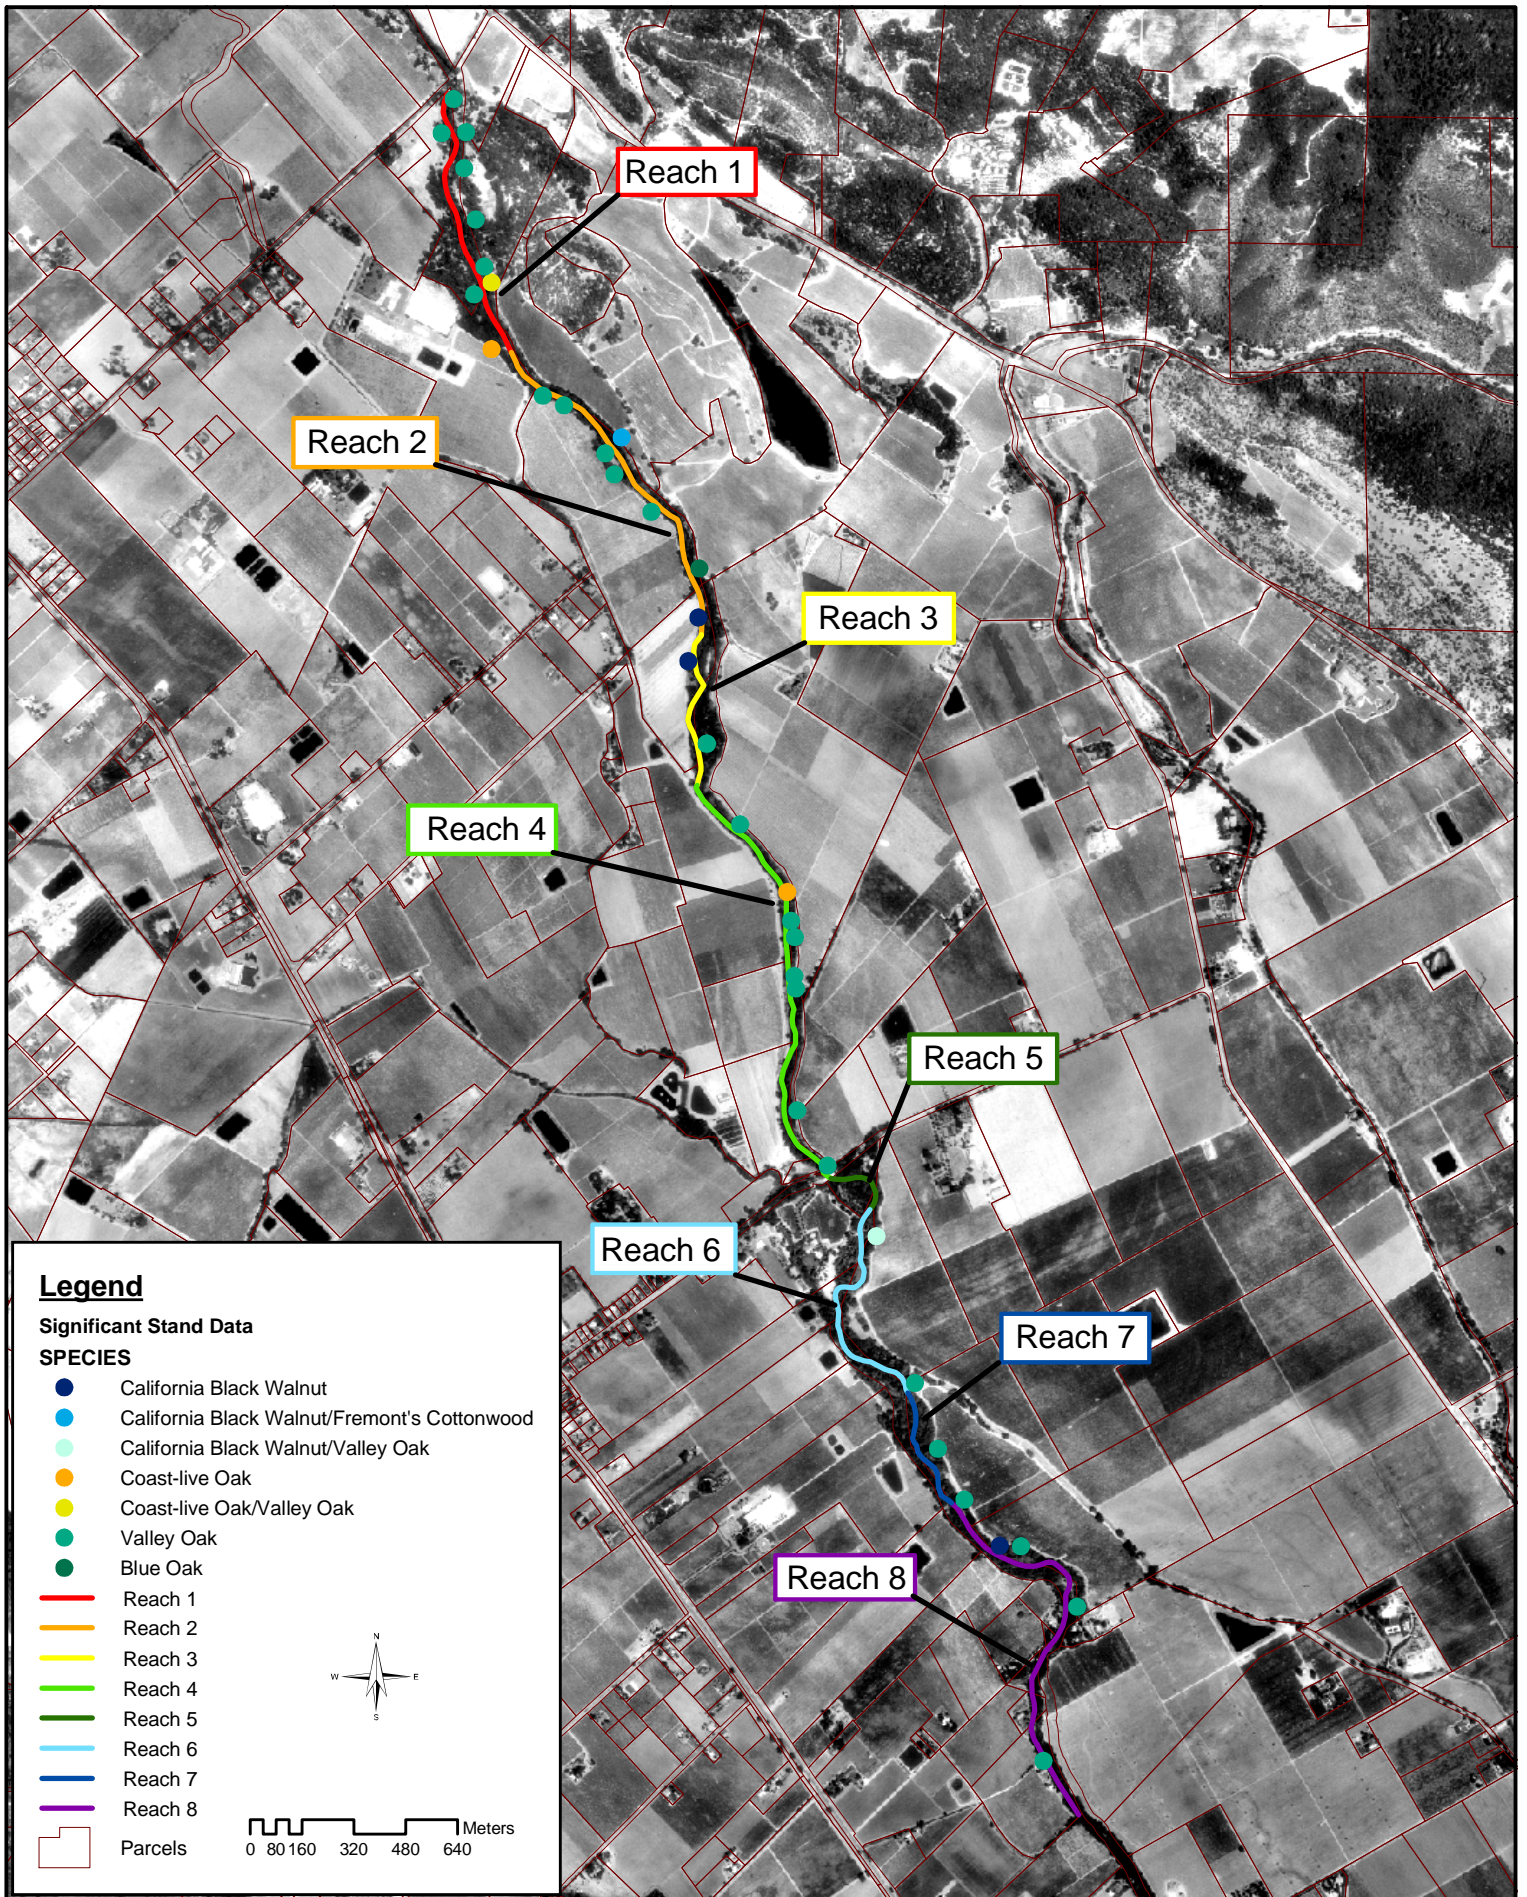 Reach 1
Reach 2
Reach 3
Reach 4
Reach 5
Reach 6
Reach 7
Reach 8
Legend
Significant Stand Data
SPECIES
California Black Walnut
California Black Walnut/Fremont's Cottonwood
California Black Walnut/Valley Oak
Coast-live Oak
Coast-live Oak/Valley Oak
Valley Oak
Blue Oak
Reach 1
Reach 2
Reach 3
Reach 4
Reach 5
Reach 6
Reach 7
Reach 8
Parcels
N
W E
S
Meters
0 80 160 320 480 640